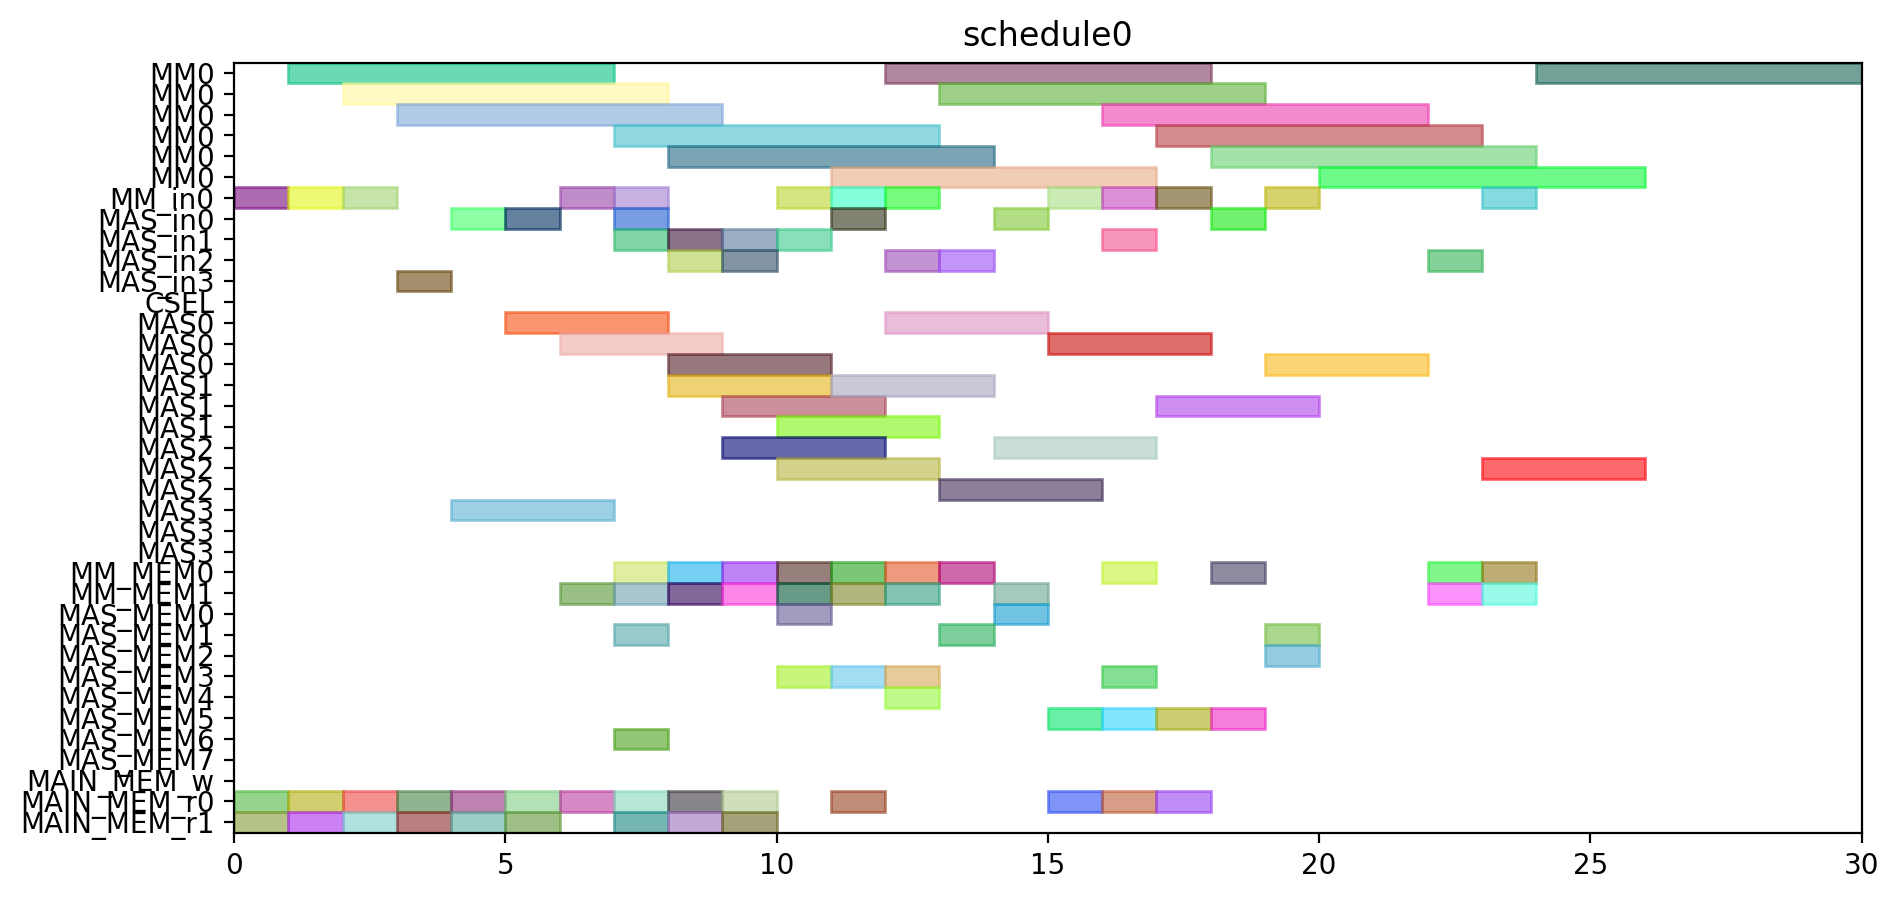 schedule0
MM0
MM0
MM0
MM0
MM0
MM0
MM_in0
MAS_in0
MAS_in1
MAS_in2
MAS_in3
CSEL
MAS0
MAS0
MAS0
MAS1
MAS1
MAS1
MAS2
MAS2
MAS2
MAS3
MAS3
MAS3
MM_MEM0
MM_MEM1
MAS_MEM0
MAS_MEM1
MAS_MEM2
MAS_MEM3
MAS_MEM4
MAS_MEM5
MAS_MEM6
MAS_MEM7
MAIN_MEM_w
MAIN_MEM_r0
MAIN_MEM_r1
0 5 10 15 20 25 30